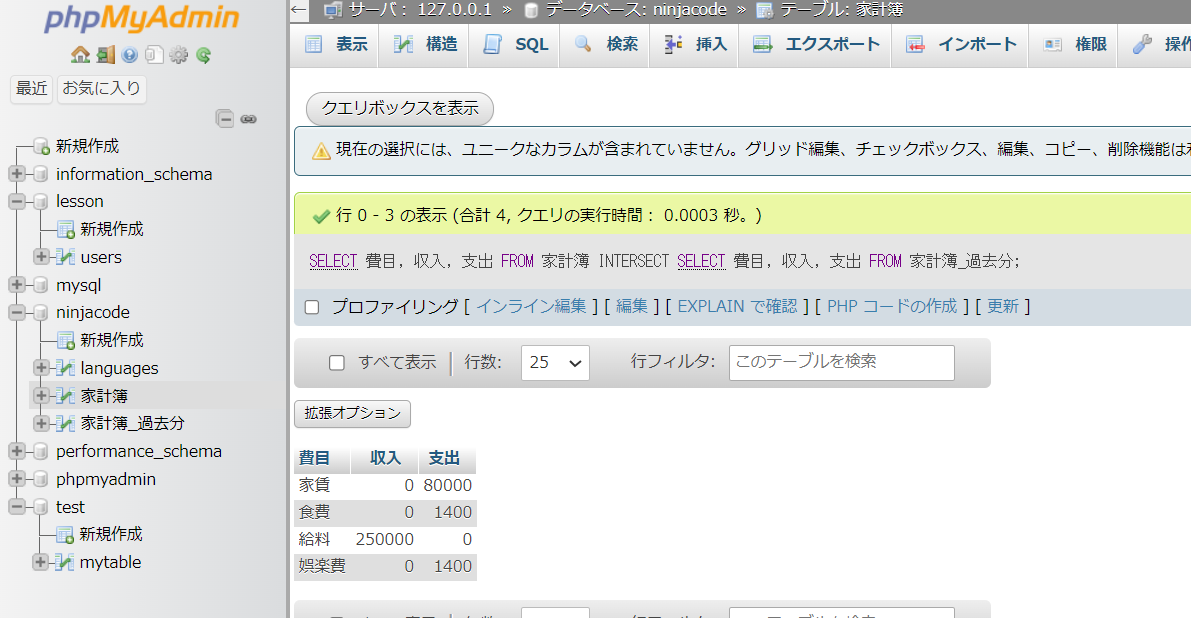 phpMyAdmin
最近
お気に入り
新規作成
information_schema
lesson
新規作成
users
mysql
ninjacode
新規作成
languages
家計簿
家計簿_過去分
performance_schema
phpmyadmin
test
新規作成
mytable
サーバ: 127.0.0.1 » データベース: ninjacode » テーブル: 家計簿
表示 構造 SQL 検索 挿入 エクスポート インポート 権限 操作
クエリボックスを表示
現在の選択には、ユニークなカラムが含まれていません。グリッド編集、チェックボックス、編集、コピー、削除機能は
行 0 - 3 の表示 (合計 4, クエリの実行時間： 0.0003 秒。)
SELECT 費目, 収入, 支出 FROM 家計簿 INTERSECT SELECT 費目, 収入, 支出 FROM 家計簿_過去分;
プロファイリング [ インライン編集 ] [ 編集 ] [ EXPLAIN で確認 ] [ PHP コードの作成 ] [ 更新 ]
すべて表示 | 行数: 25 行フィルタ: このテーブルを検索
拡張オプション
費目 収入 支出
家賃 0 80000
食費 0 1400
給料 250000 0
娯楽費 0 1400